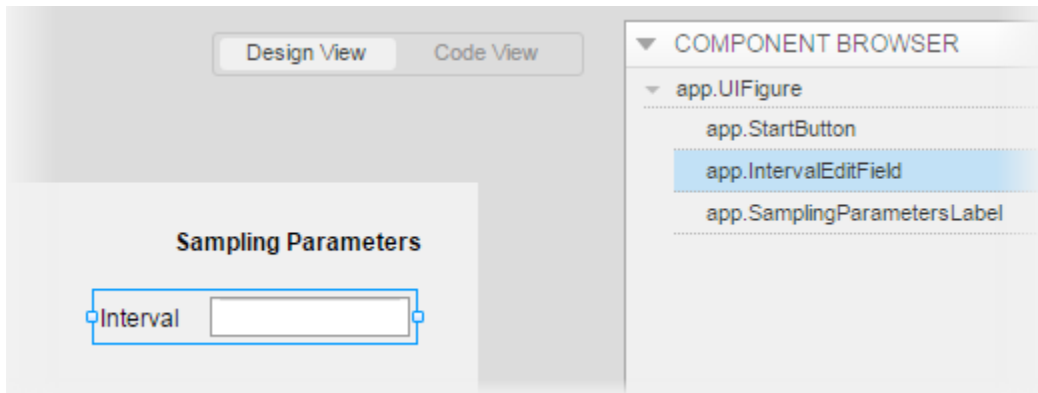 Design View
Code View
Sampling Parameters
Interval
COMPONENT BROWSER
app.UIFigure
app.StartButton
app.IntervalEditField
app.SamplingParametersLabel